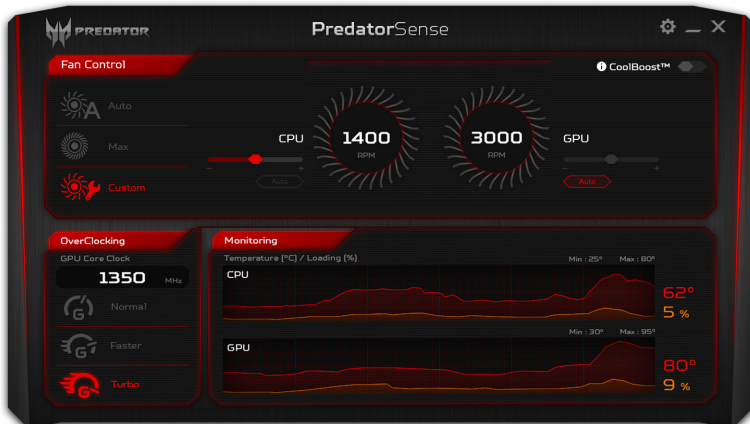 PREDATOR
PredatorSense
Fan Control
CoolBoost™
Auto
Max
Custom
CPU
1400
RPM
- +
Auto
3000
RPM
GPU
- +
Auto
OverClocking
GPU Core Clock
1350 MHz
G Normal
G Faster
G Turbo
Monitoring
Temperature (°C) / Loading (%)
Min : 25° Max : 80°
CPU
62°
5 %
Min : 30° Max : 95°
GPU
80°
9 %